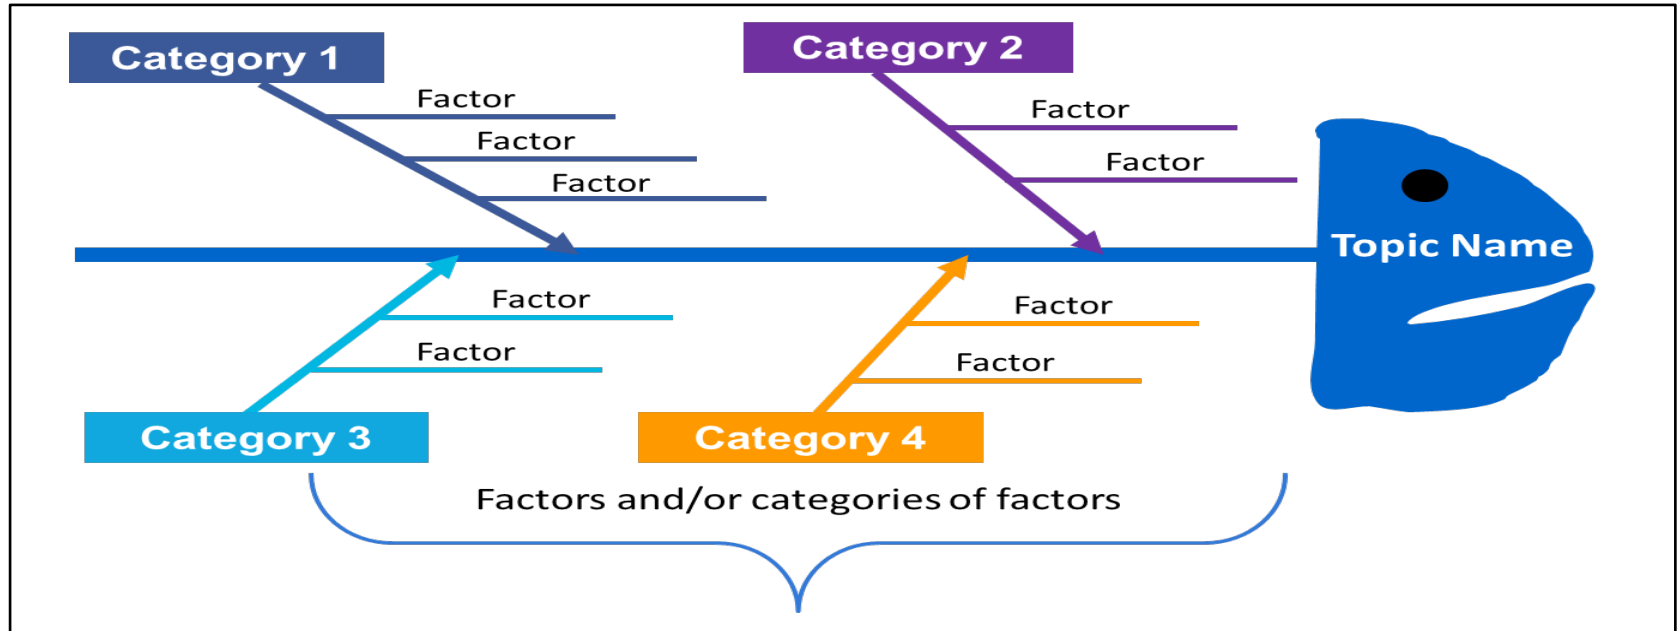 Category 1
Category 2
Factor
Factor
Factor
Factor
Factor
Topic Name
Factor
Factor
Factor
Factor
Category 3
Category 4
Factors and/or categories of factors